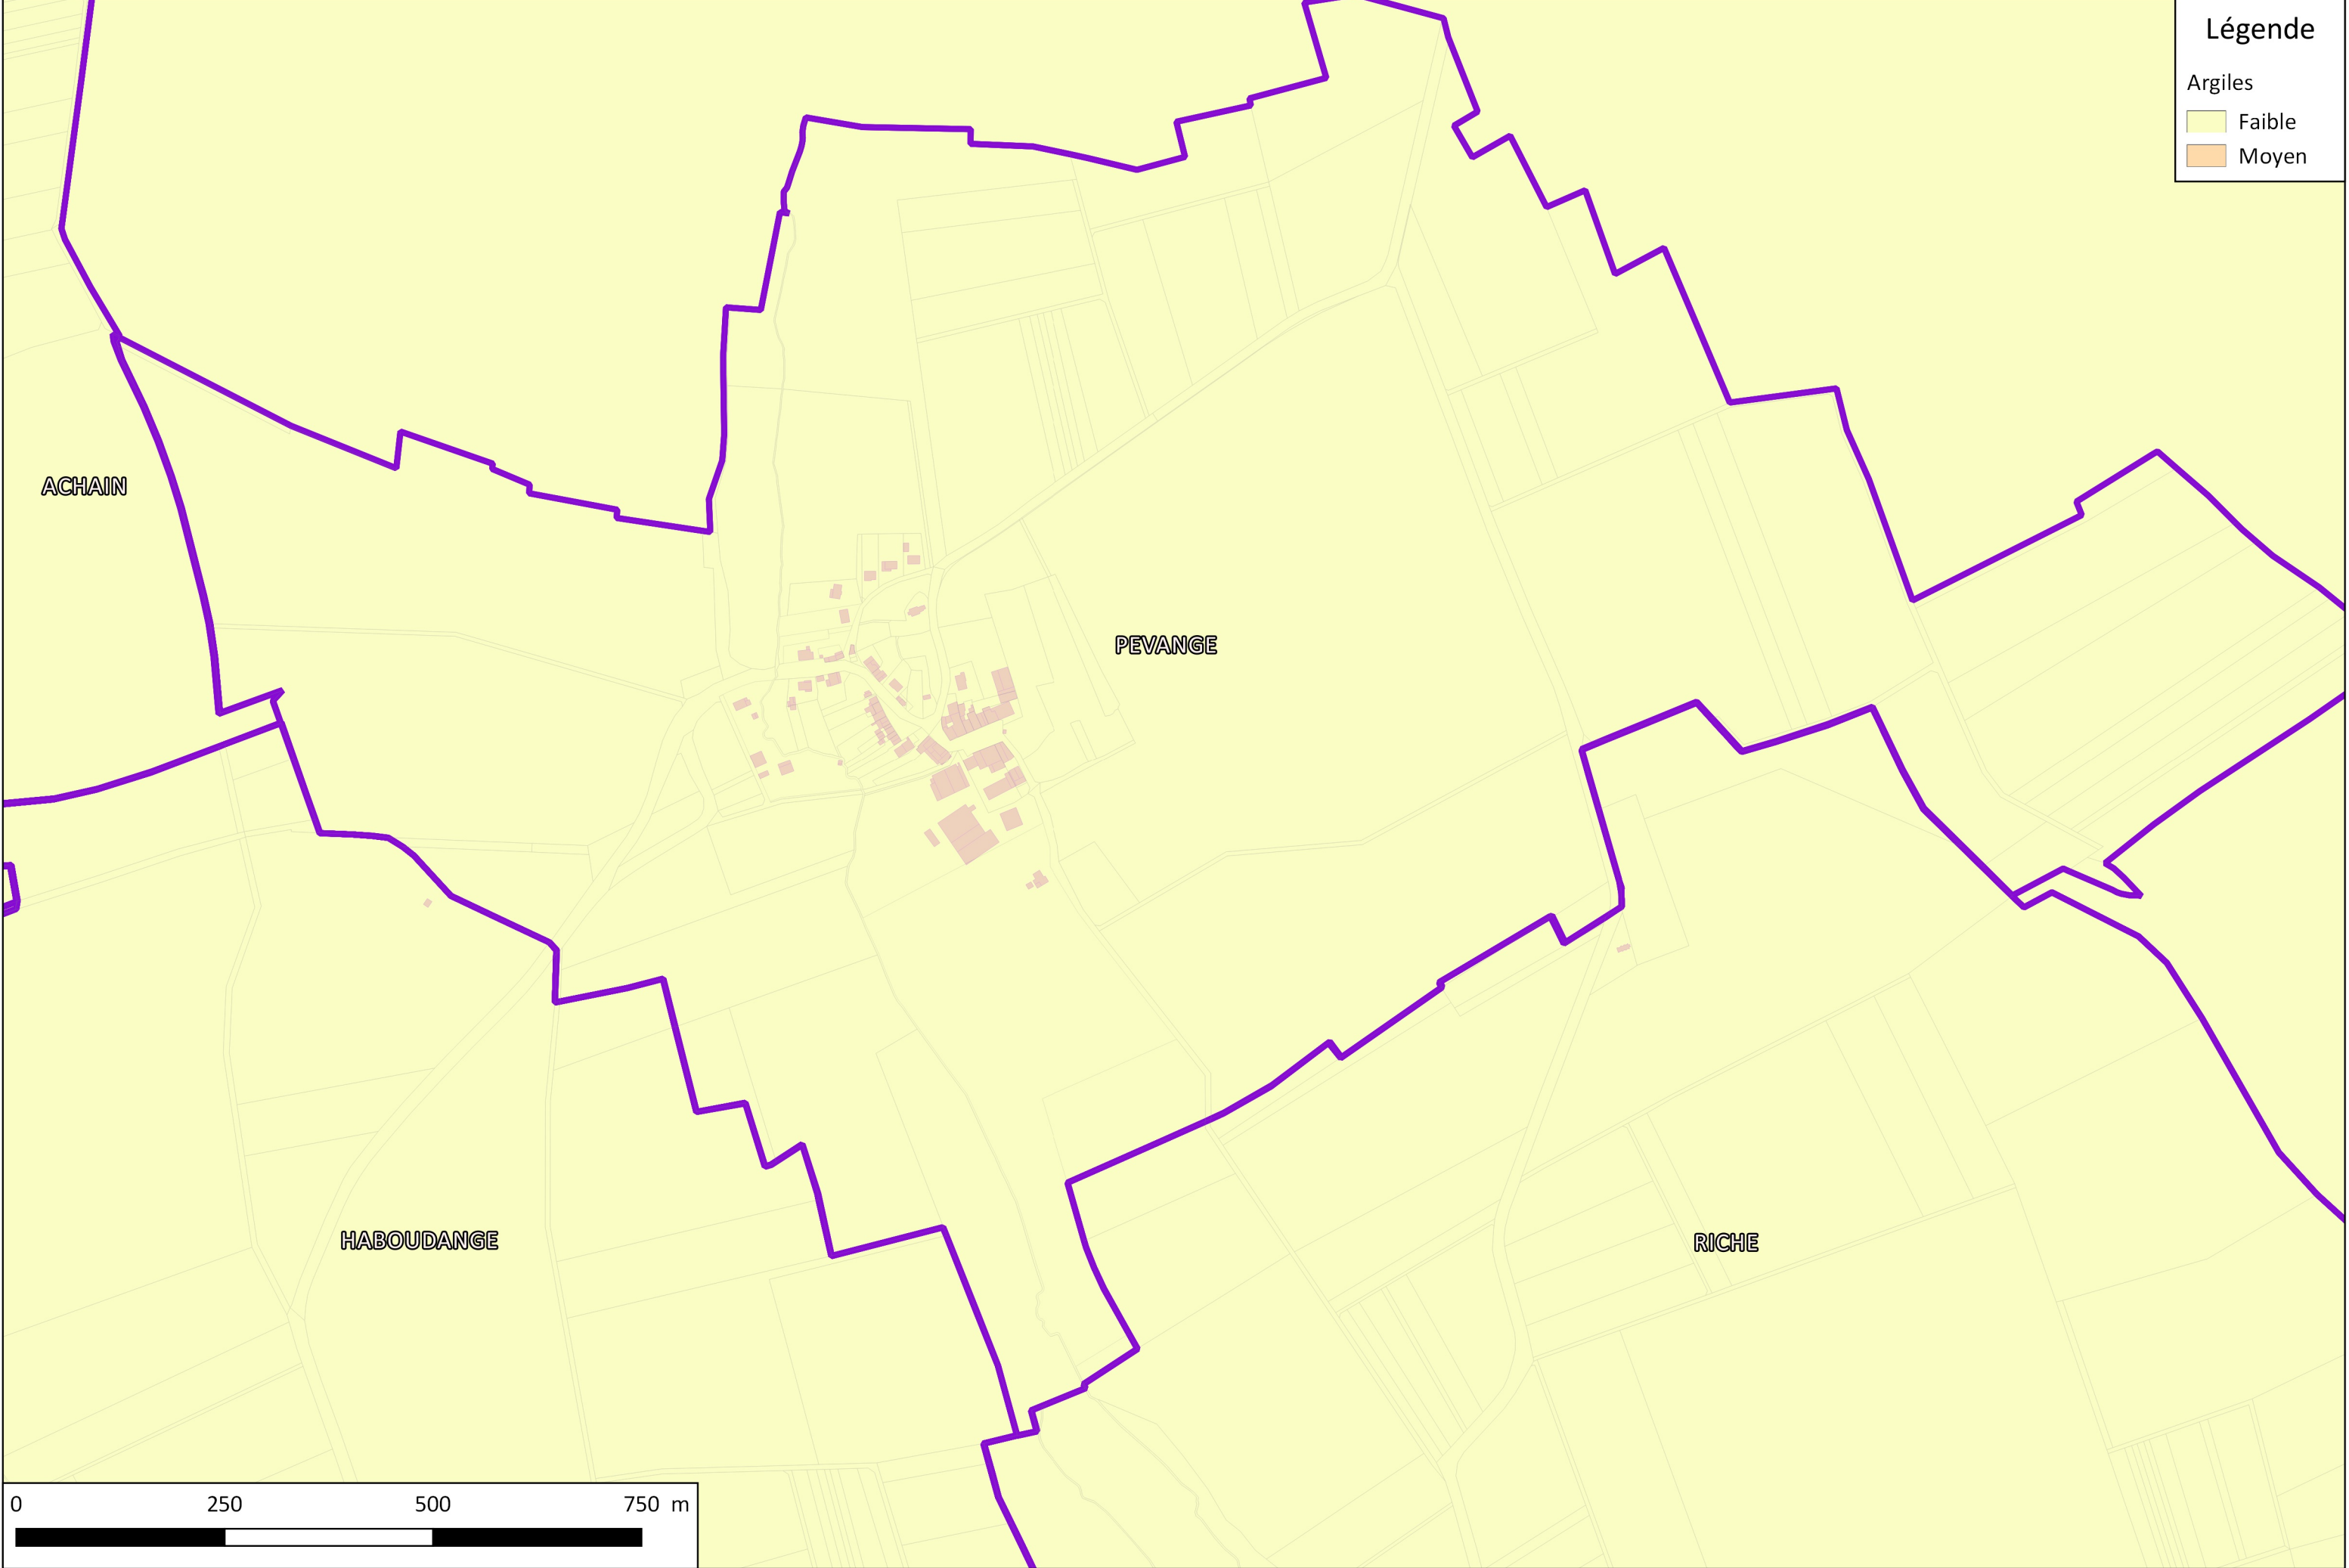 Légende
Argiles
Faible
Moyen
ACHAIN
PEVANGE
HABOUDANGE
RICHE
0 250 500 750 m